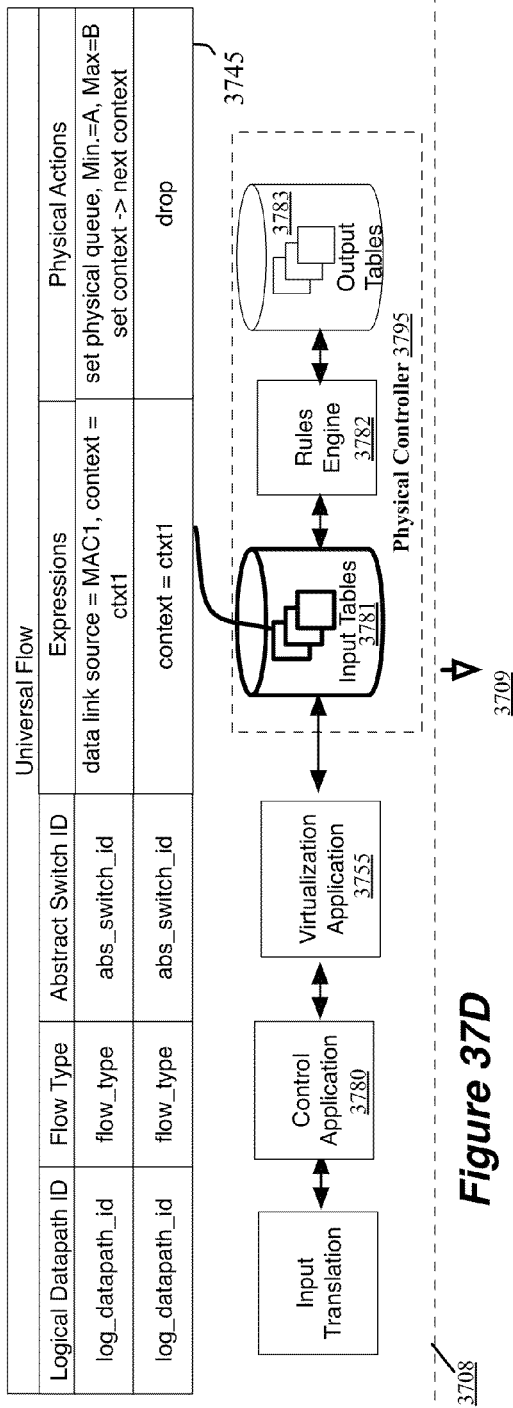 Universal Flow
Logical Datapath ID Flow Type Abstract Switch ID Expressions Physical Actions
log_datapath_id flow_type abs_switch_id data link source = MAC1, context = ctxt1 set physical queue, Min.=A, Max=B
set context -> next context
log_datapath_id flow_type abs_switch_id context = ctxt1 drop
3745
Input
Translation
Control
Application
3780
Virtualization
Application
3755
Input Tables
3781
Rules
Engine
3782
3783
Output
Tables
Physical Controller 3795
3708
3709
Figure 37D